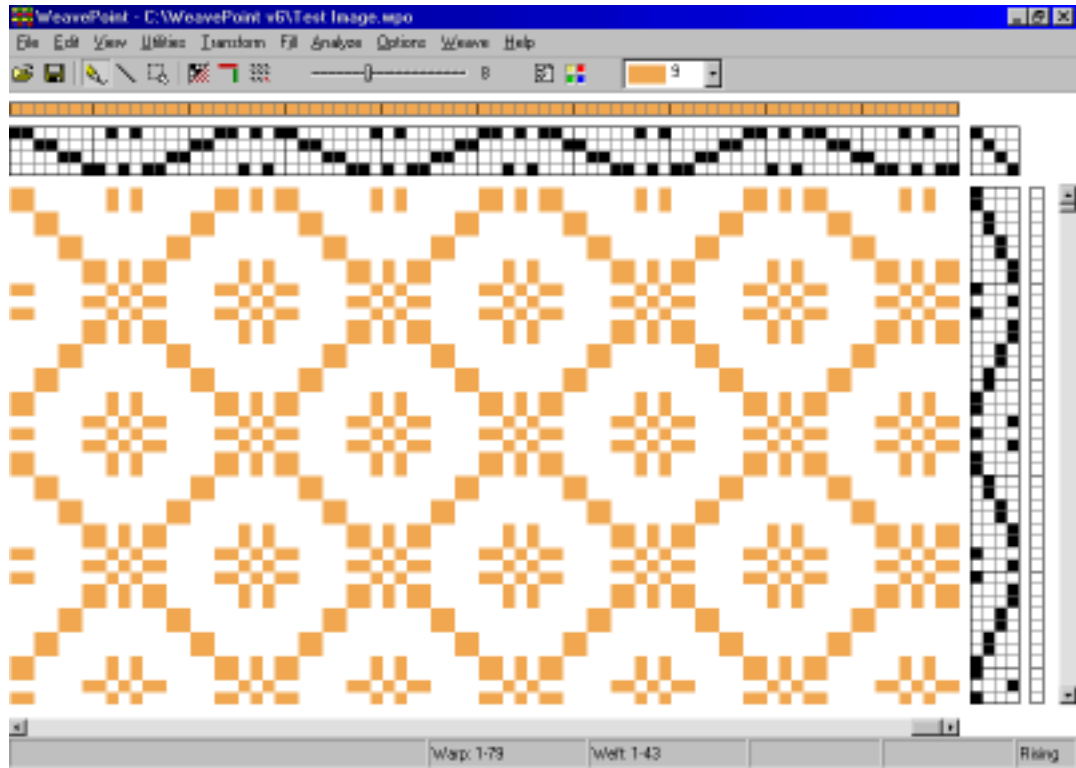 WeavePoint - C:\WeavePoint v6\Test Image.wpo
File Edit View Utilities Transform Fill Analyze Options Weave Help
8 9
Warp: 1-79 Weft: 1-43 Rising